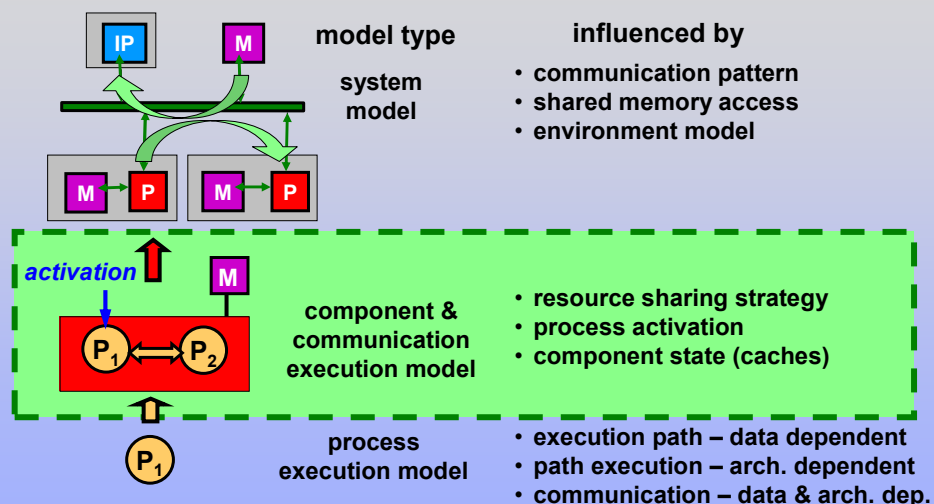 IP
M
model type
influenced by
system
model
• communication pattern
• shared memory access
• environment model
M
P
M
P
activation
M
P1
P2
component &
communication
execution model
• resource sharing strategy
• process activation
• component state (caches)
P1
process
execution model
• execution path – data dependent
• path execution – arch. dependent
• communication – data & arch. dep.